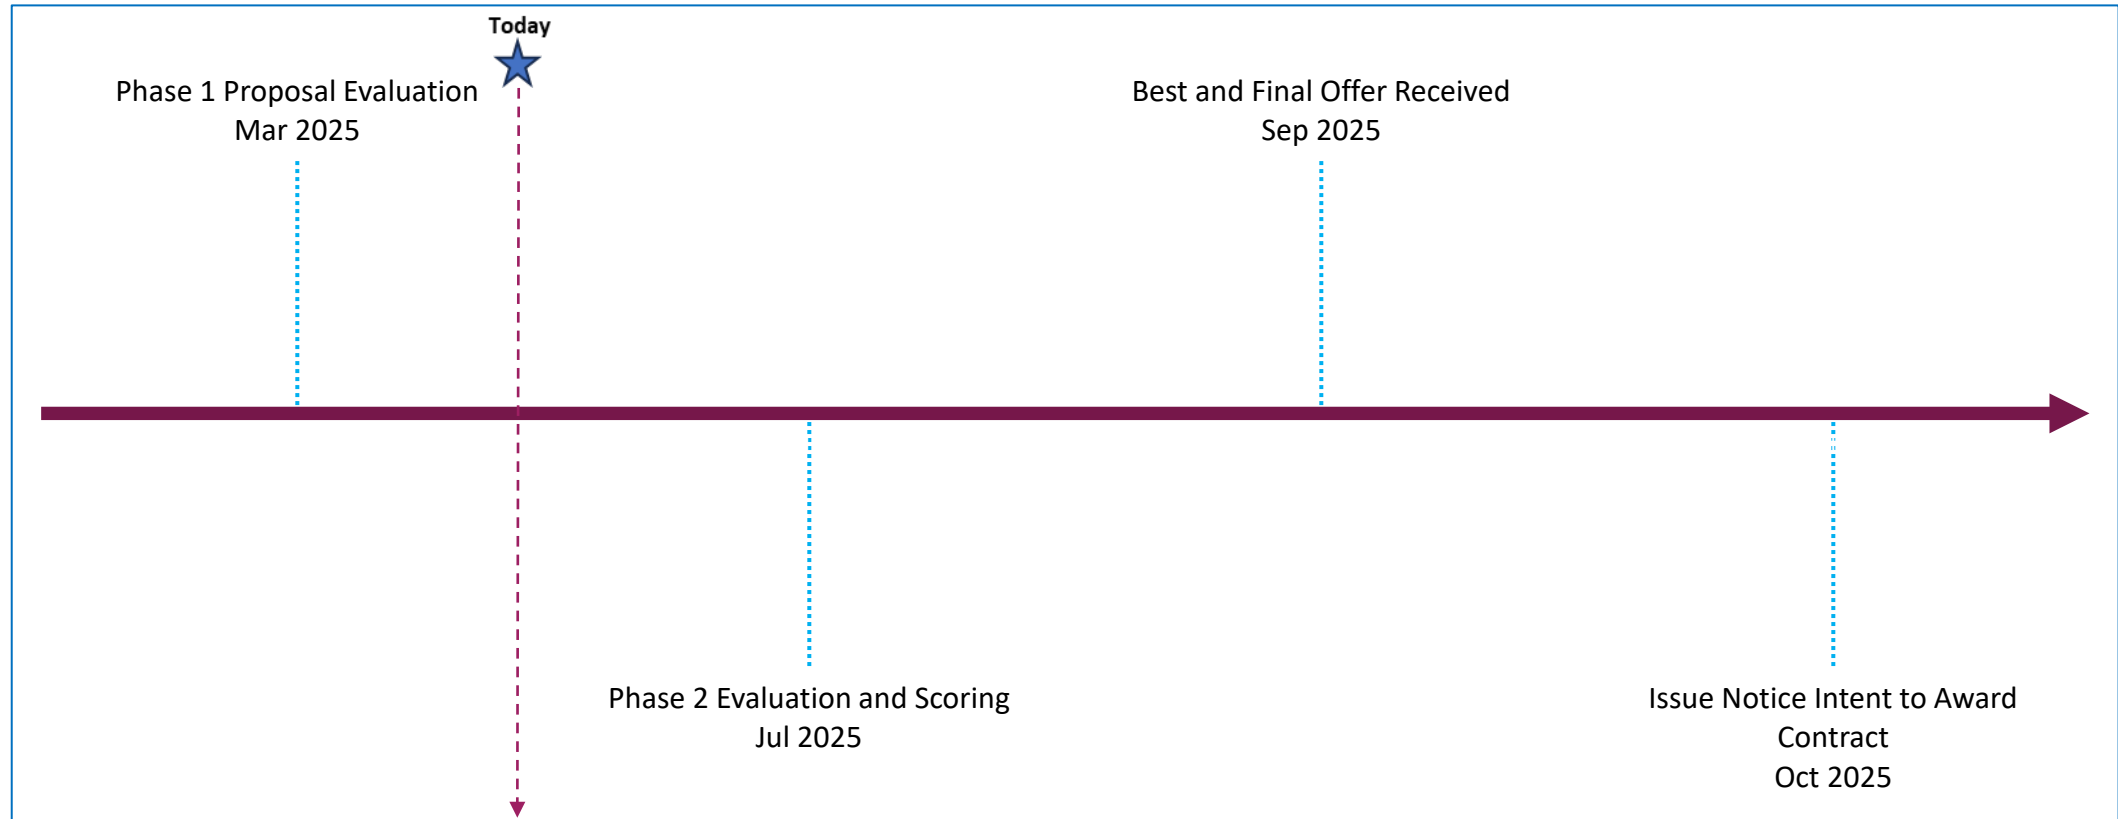 Today
Phase 1 Proposal Evaluation
Mar 2025
Best and Final Offer Received
Sep 2025
Phase 2 Evaluation and Scoring
Jul 2025
Issue Notice Intent to Award
Contract
Oct 2025